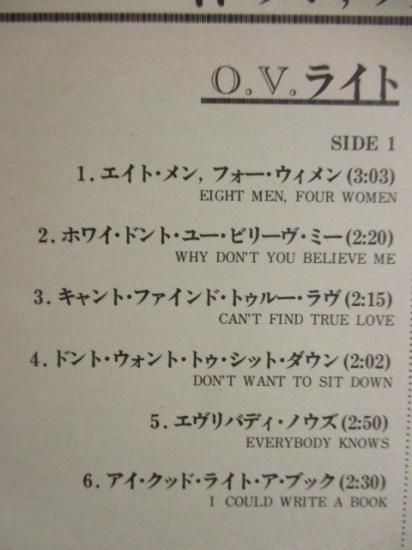 O.V.ライト
SIDE 1
1.エイト・メン, フォー・ウィメン(3:03)
EIGHT MEN, FOUR WOMEN
2.ホワイ・ドント・ユー・ビリーヴ・ミー(2:20)
WHY DON'T YOU BELIEVE ME
3.キャント・ファインド・トゥルー・ラヴ(2:15)
CAN'T FIND TRUE LOVE
4.ドント・ウォント・トゥ・シット・ダウン(2:02)
DON'T WANT TO SIT DOWN
5.エヴリバディ・ノウズ(2:50)
EVERYBODY KNOWS
6.アイ・クッド・ライト・ア・ブック(2:30)
I COULD WRITE A BOOK